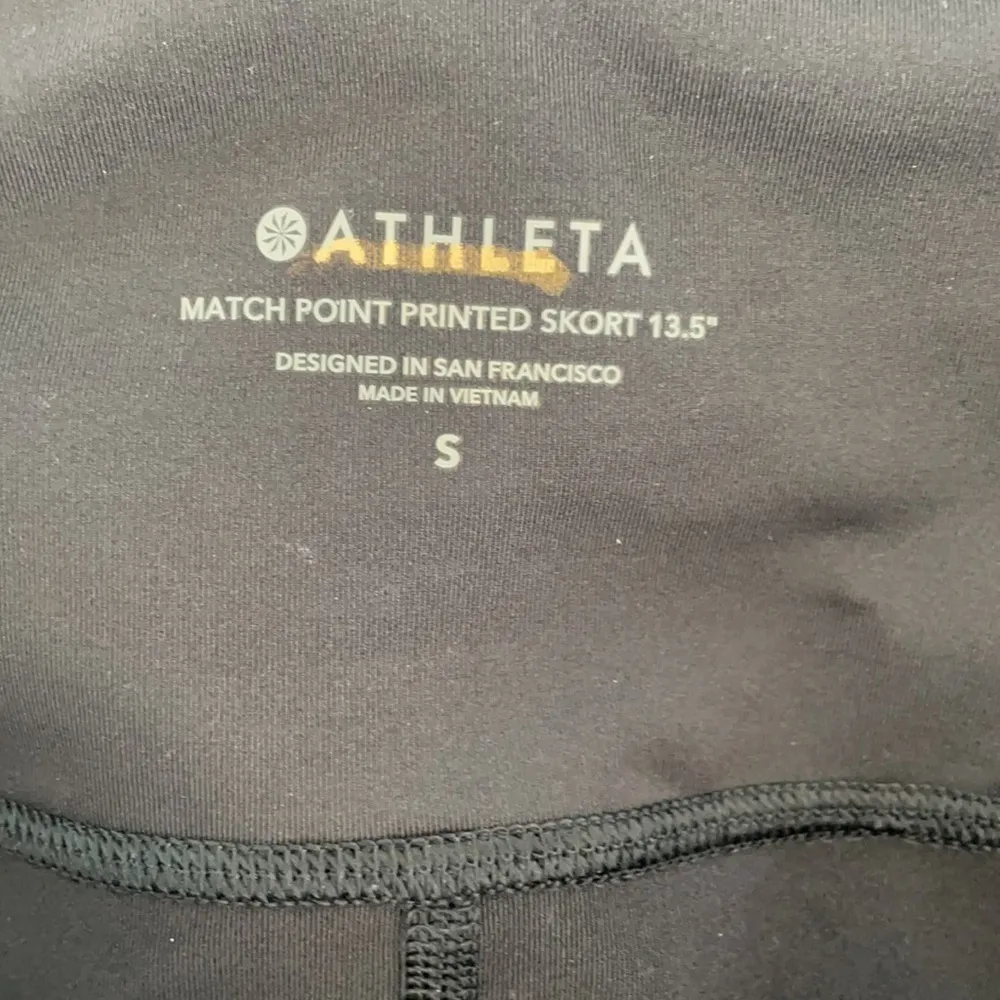 ATHLETA
MATCH POINT PRINTED SKORT 13.5"
DESIGNED IN SAN FRANCISCO
MADE IN VIETNAM
S